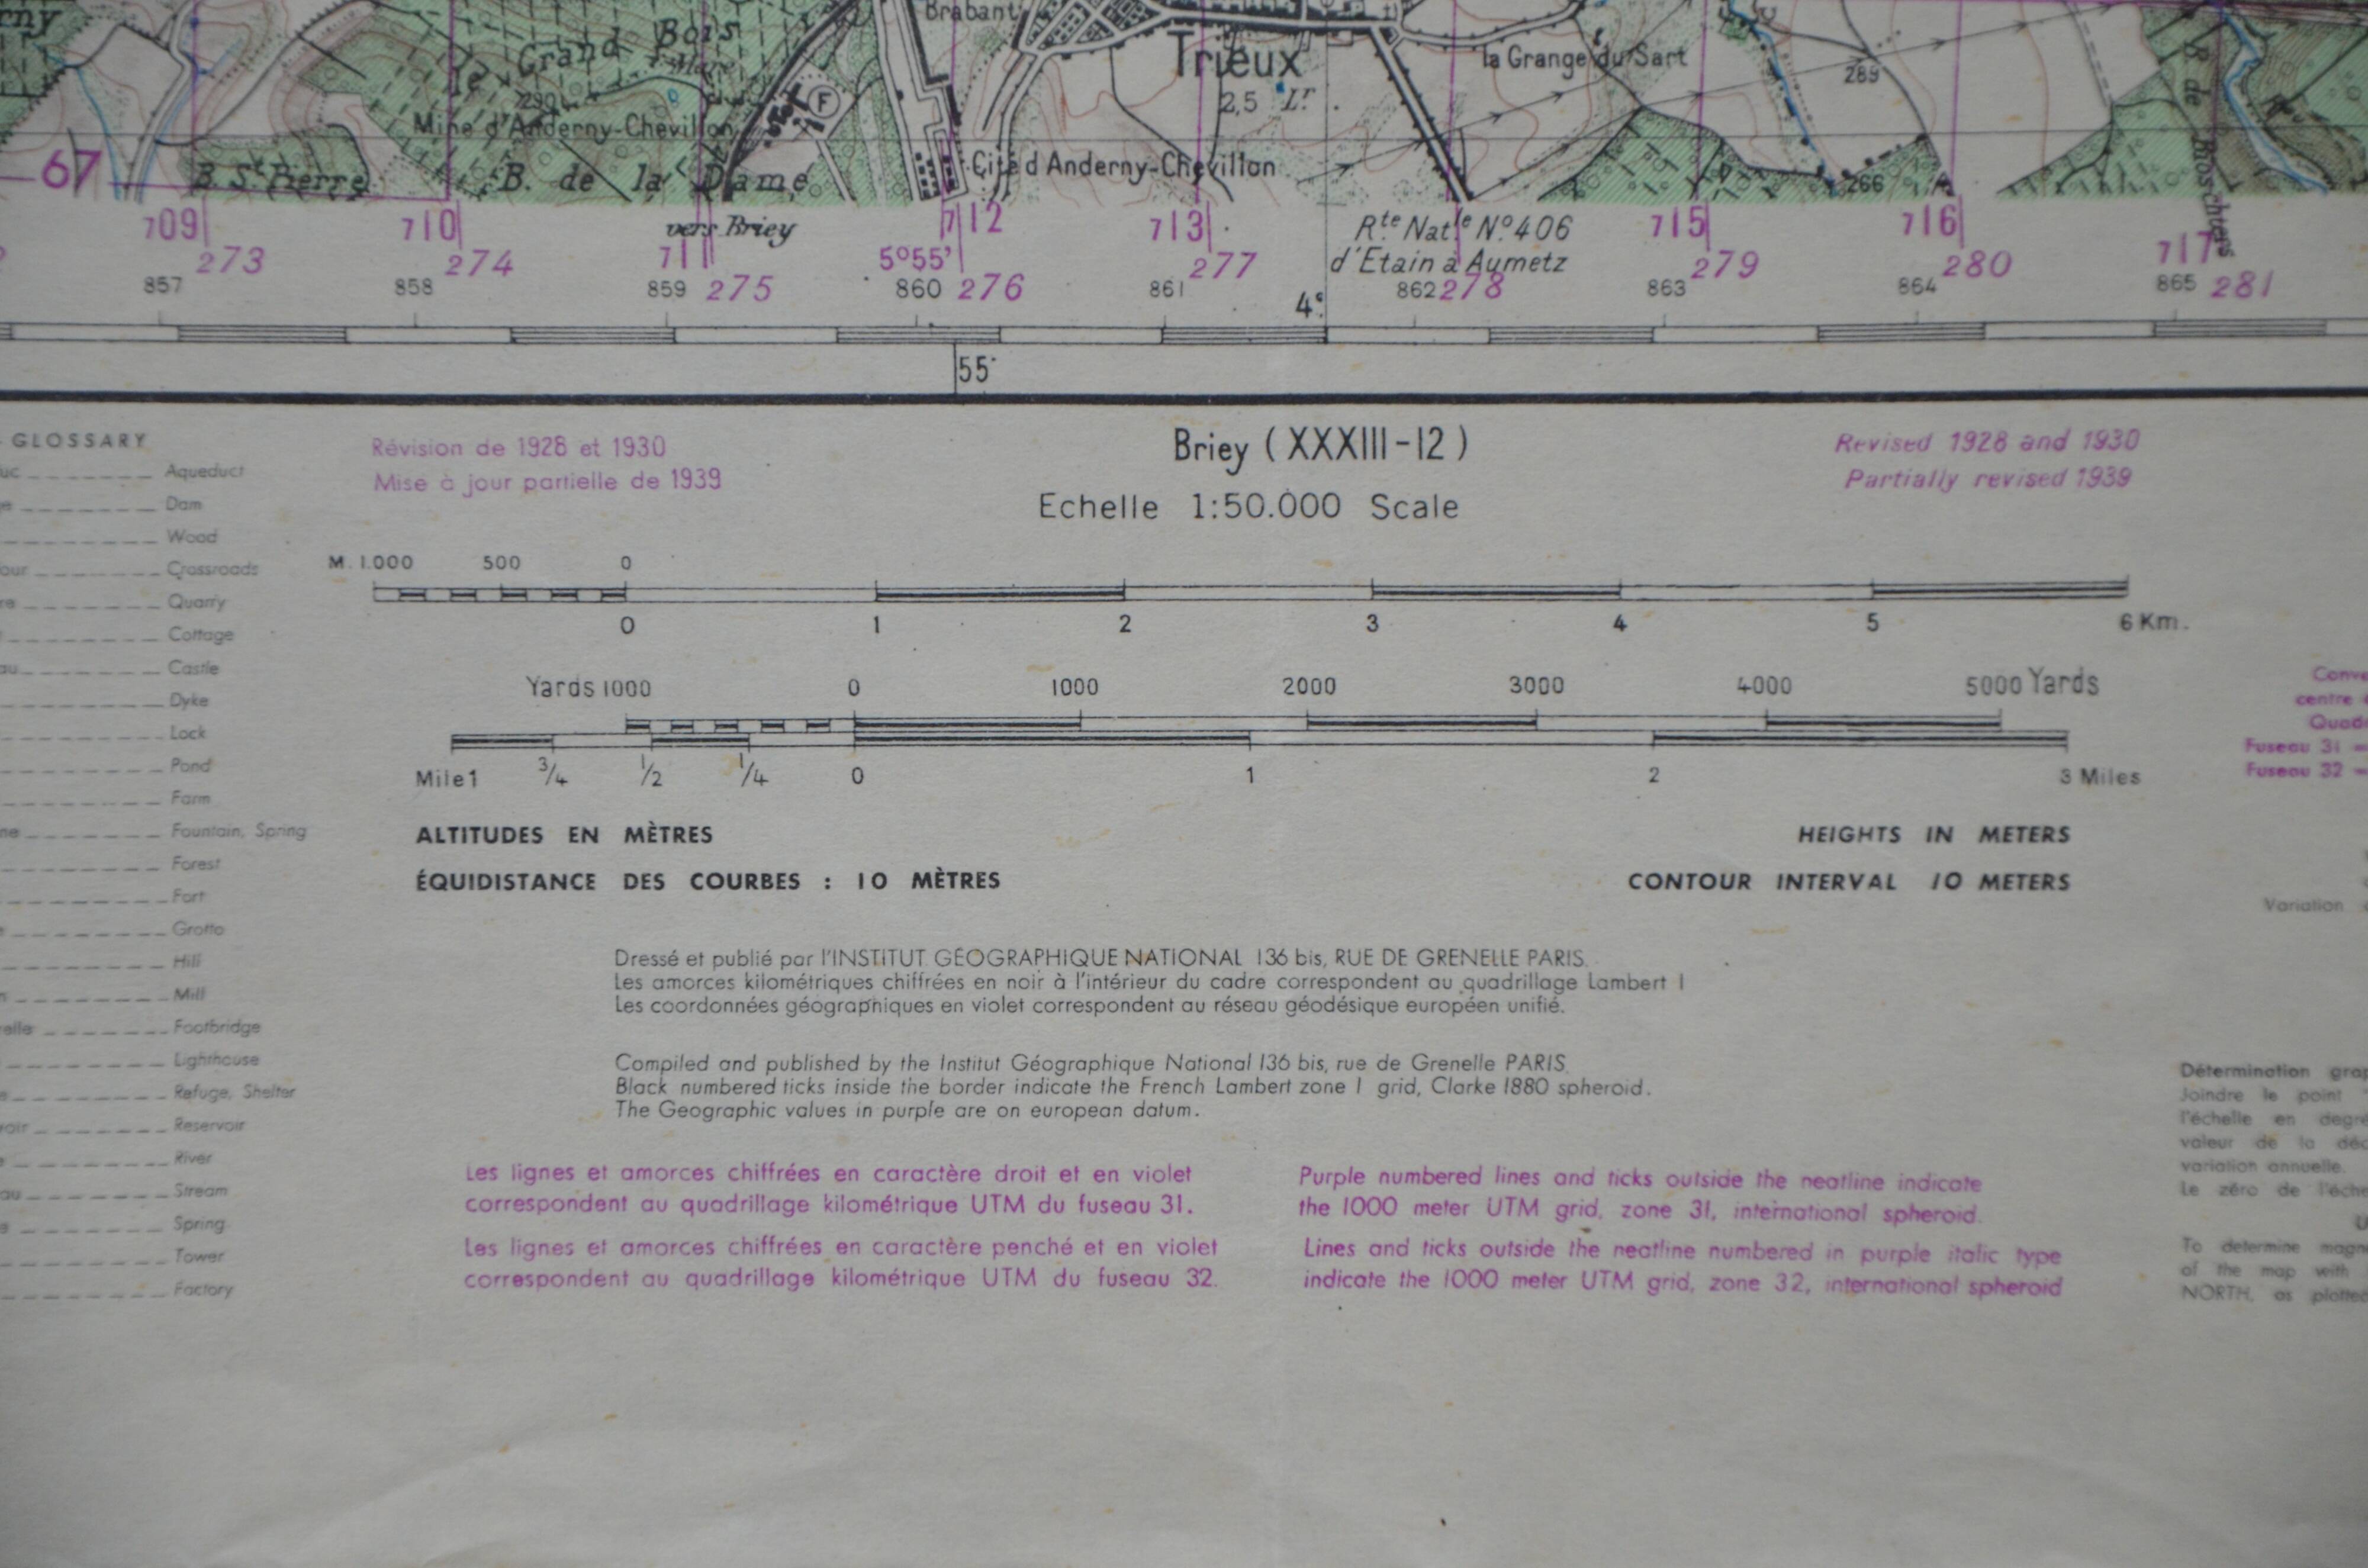 Brabant
Trieux
2,5 Lr.
la Grange du Sart
289
le Grand Bois
Mare
F
Mine d'Anderny-Chevillon
67
B. St Pierre
B. de la Dame
Cité d'Anderny-Chevillon
266
709 710 vers Briey 712 713 Rte Natle No 406 715 716
273 274 711 5°55' 277 d'Etain à Aumetz 279 280 717
857 858 859 275 860 276 861 4G 862 278 863 864 865 281
55'
GLOSSARY
Aqueduct
Dam
Wood
Crossroads
Quarry
Cottage
Castle
Dyke
Lock
Pond
Farm
Fountain, Spring
Forest
Fort
Grotto
Hill
Mill
Footbridge
Lighthouse
Refuge, Shelter
Reservoir
River
Stream
Spring
Tower
Factory
Révision de 1928 et 1930
Mise à jour partielle de 1939
Briey (XXXIII-12)
Echelle 1:50.000 Scale
Revised 1928 and 1930
Partially revised 1939
M. 1.000 500 0
0 1 2 3 4 5 6 Km.
Yards 1000 0 1000 2000 3000 4000 5000 Yards
Mile 1 3/4 1/2 1/4 0 1 2 3 Miles
ALTITUDES EN MÈTRES
ÉQUIDISTANCE DES COURBES : 10 MÈTRES
HEIGHTS IN METERS
CONTOUR INTERVAL 10 METERS
Dressé et publié par l'INSTITUT GÉOGRAPHIQUE NATIONAL 136 bis, RUE DE GRENELLE PARIS.
Les amorces kilométriques chiffrées en noir à l'intérieur du cadre correspondent au quadrillage Lambert I
Les coordonnées géographiques en violet correspondent au réseau géodésique européen unifié.
Compiled and published by the Institut Géographique National 136 bis, rue de Grenelle PARIS.
Black numbered ticks inside the border indicate the French Lambert zone I grid, Clarke 1880 spheroid.
The Geographic values in purple are on european datum.
Les lignes et amorces chiffrées en caractère droit et en violet
correspondent au quadrillage kilométrique UTM du fuseau 31.
Les lignes et amorces chiffrées en caractère penché et en violet
correspondent au quadrillage kilométrique UTM du fuseau 32.
Purple numbered lines and ticks outside the neatline indicate
the 1000 meter UTM grid, zone 31, international spheroid.
Lines and ticks outside the neatline numbered in purple italic type
indicate the 1000 meter UTM grid, zone 32, international spheroid
centre
Fuseau 31 =
Fuseau 32 =
Variation
Détermination
Joindre le point
l'échelle en
valeur de la
variation annuelle.
Le zéro de
To determine
of the map with
NORTH, as